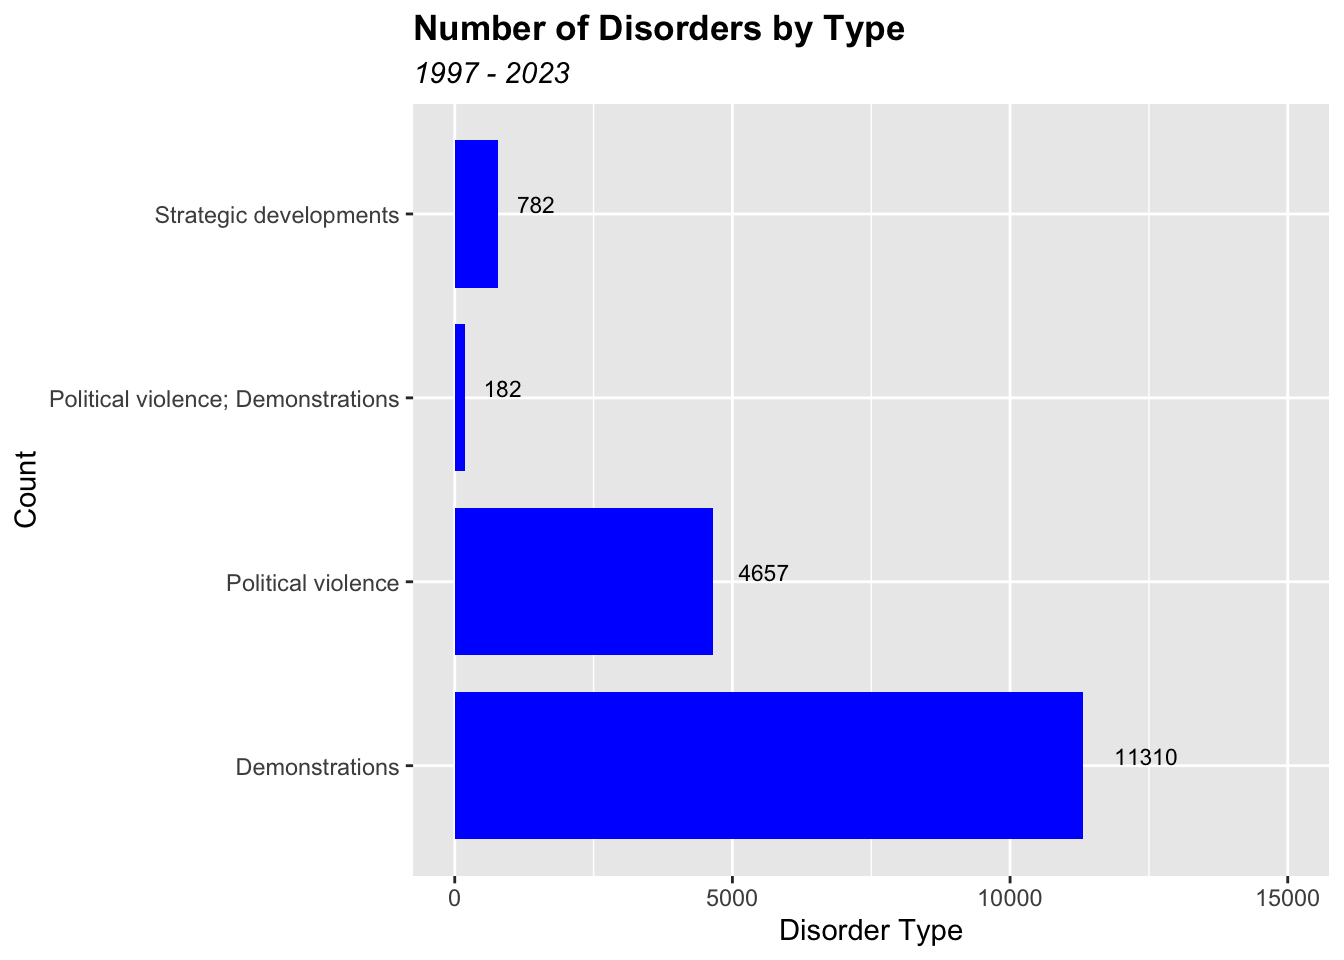 Number of Disorders by Type
1997 - 2023
Strategic developments
782
Political violence; Demonstrations
182
Count
Political violence
4657
Demonstrations
11310
0 5000 10000 15000
Disorder Type